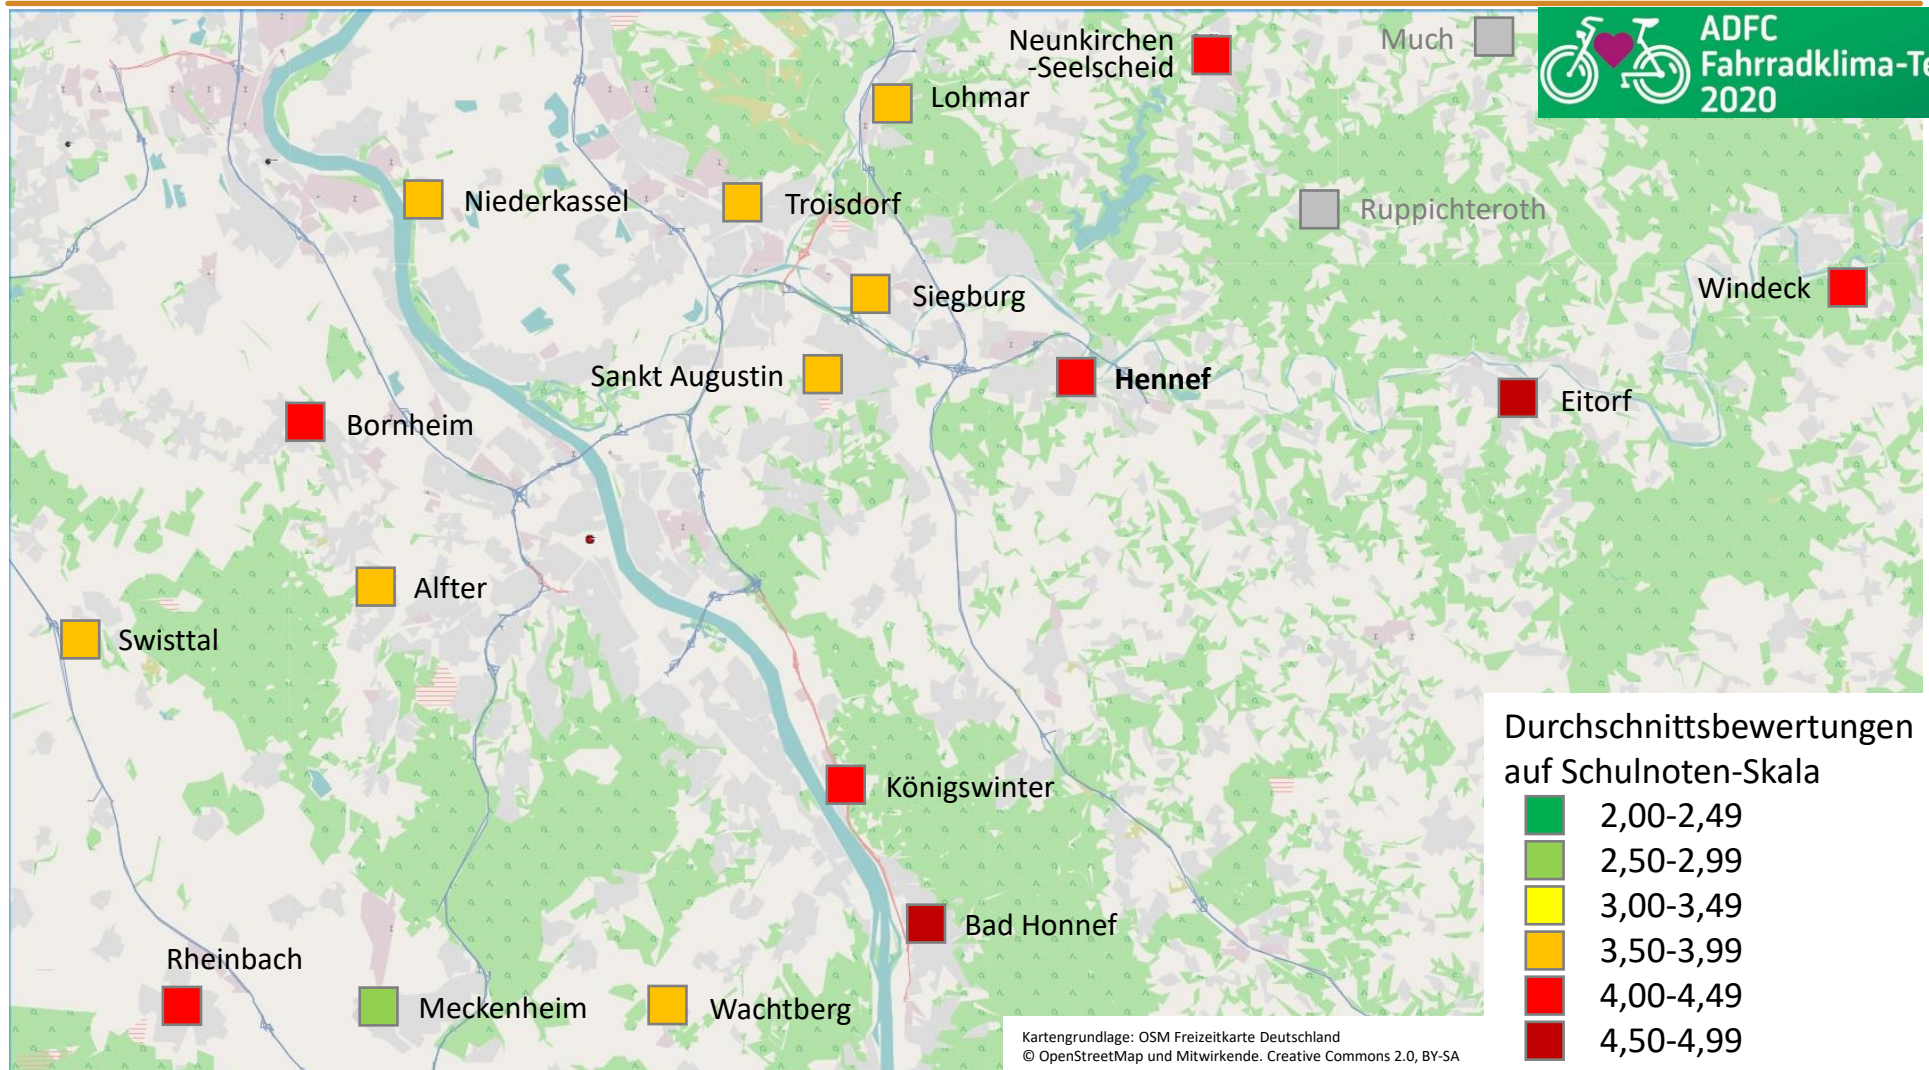 Neunkirchen
-Seelscheid
Much
ADFC
Fahrradklima-Te
2020
Lohmar
Niederkassel
Troisdorf
Ruppichteroth
Siegburg
Windeck
Sankt Augustin
Hennef
Eitorf
Bornheim
Alfter
Swisttal
Königswinter
Bad Honnef
Rheinbach
Meckenheim
Wachtberg
Durchschnittsbewertungen
auf Schulnoten-Skala
2,00-2,49
2,50-2,99
3,00-3,49
3,50-3,99
4,00-4,49
4,50-4,99
Kartengrundlage: OSM Freizeitkarte Deutschland
© OpenStreetMap und Mitwirkende. Creative Commons 2.0, BY-SA